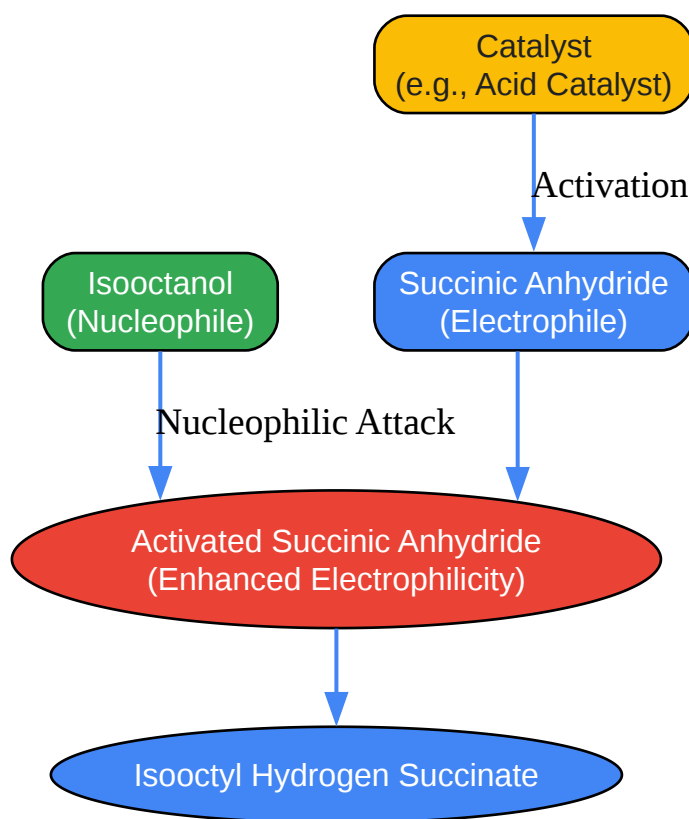 Catalyst
(e.g., Acid Catalyst)
Activation
Isooctanol
(Nucleophile)
Succinic Anhydride
(Electrophile)
Nucleophilic Attack
Activated Succinic Anhydride
(Enhanced Electrophilicity)
Isooctyl Hydrogen Succinate